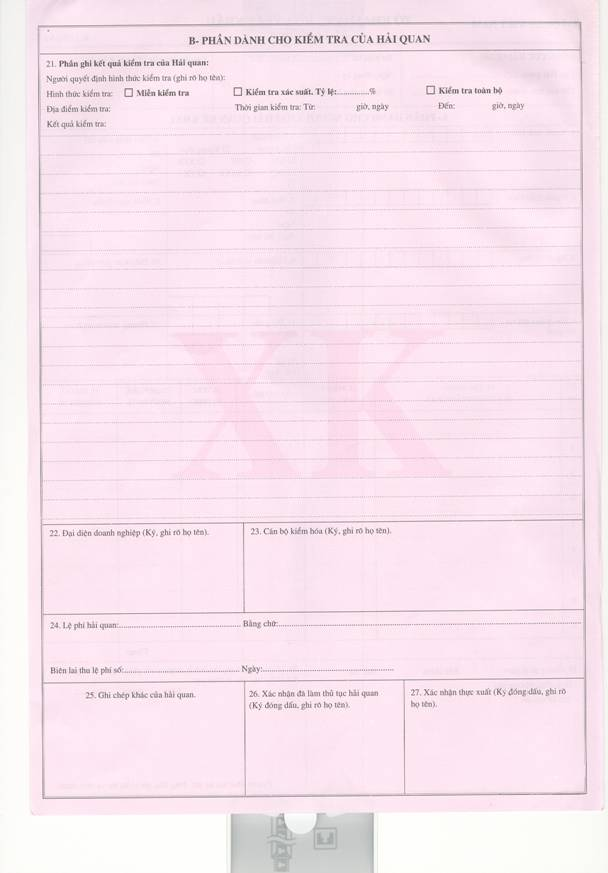 B- PHẦN DÀNH CHO KIỂM TRA CỦA HẢI QUAN
21. Phần ghi kết quả kiểm tra của Hải quan:
Người quyết định hình thức kiểm tra (ghi rõ họ tên):
Hình thức kiểm tra: ☐ Miễn kiểm tra ☐ Kiểm tra xác suất. Tỷ lệ:..............% ☐ Kiểm tra toàn bộ
Địa điểm kiểm tra: Thời gian kiểm tra: Từ: giờ, ngày Đến: giờ, ngày
Kết quả kiểm tra:
XK
22. Đại diện doanh nghiệp (Ký, ghi rõ họ tên). 23. Cán bộ kiểm hóa (Ký, ghi rõ họ tên).
24. Lệ phí hải quan:.................... Bằng chữ:....................
Biên lai thu lệ phí số:.................... Ngày:....................
25. Ghi chép khác của hải quan.
26. Xác nhận đã làm thủ tục hải quan
(Ký đóng dấu, ghi rõ họ tên).
27. Xác nhận thực xuất (Ký đóng dấu, ghi rõ
họ tên).